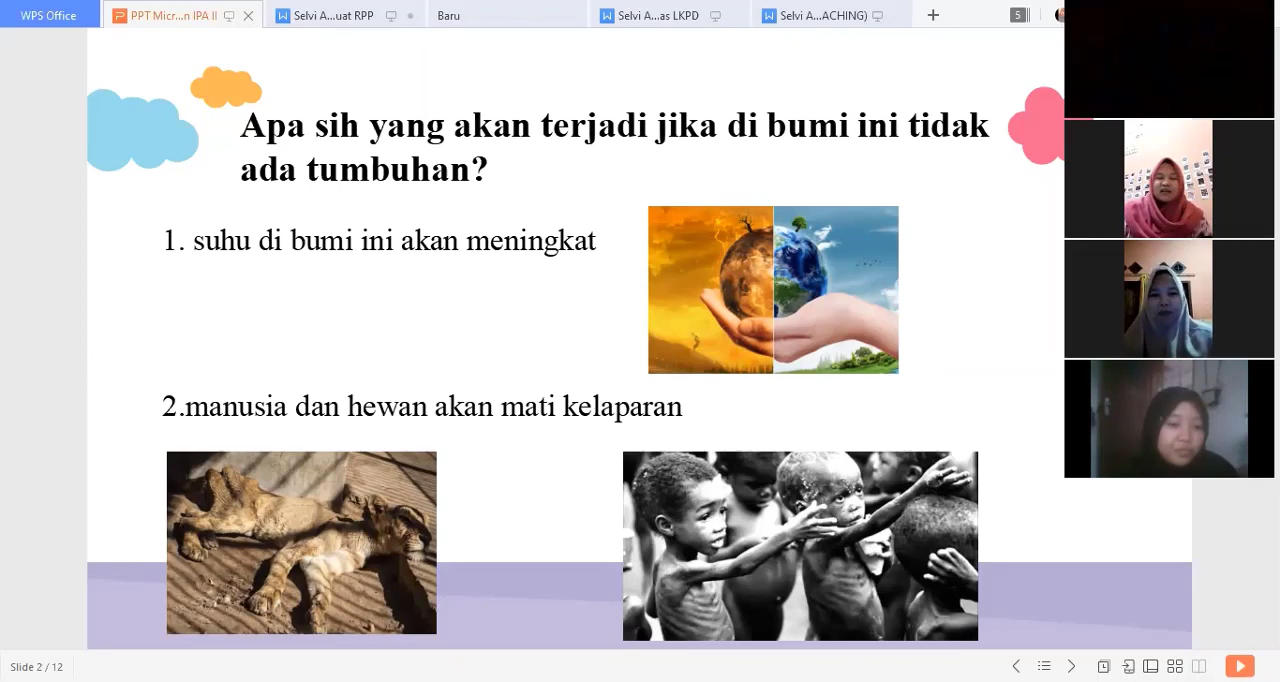 WPS Office
PPT Micr...n IPA II
Selvi A...uat RPP
Baru
Selvi A...as LKPD
Selvi A...ACHING)
5
Apa sih yang akan terjadi jika di bumi ini tidak
ada tumbuhan?
1. suhu di bumi ini akan meningkat
2.manusia dan hewan akan mati kelaparan
Slide 2 / 12